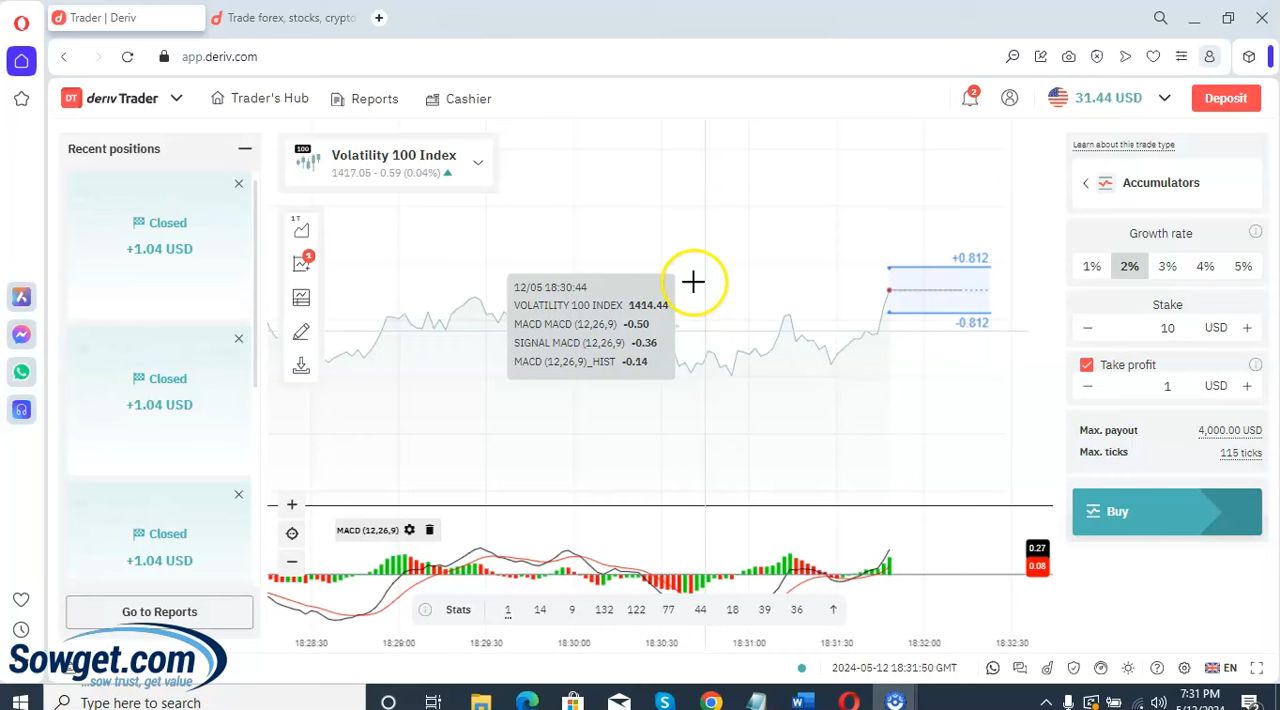 Trader | Deriv
Trade forex, stocks, crypto
app.deriv.com
DT deriv Trader
Trader's Hub
Reports
Cashier
2
31.44 USD
Deposit
Recent positions
Closed
+1.04 USD
Closed
+1.04 USD
Closed
+1.04 USD
Go to Reports
100
Volatility 100 Index
1417.05 - 0.59 (0.04%)
1T
1
12/05 18:30:44
VOLATILITY 100 INDEX 1414.44
MACD MACD (12,26,9) -0.50
SIGNAL MACD (12,26,9) -0.36
MACD (12,26,9)_HIST -0.14
+0.812
-0.812
MACD (12,26,9)
0.27
0.08
Stats 1 14 9 132 122 77 44 18 39 36
18:28:30 18:29:00 18:29:30 18:30:00 18:30:30 18:31:00 18:31:30 18:32:00 18:32:30
Learn about this trade type
Accumulators
Growth rate
1% 2% 3% 4% 5%
Stake
10 USD
Take profit
1 USD
Max. payout 4,000.00 USD
Max. ticks 115 ticks
Buy
2024-05-12 18:31:50 GMT
EN
Sowget.com
...sow trust, get value
Type here to search
7:31 PM